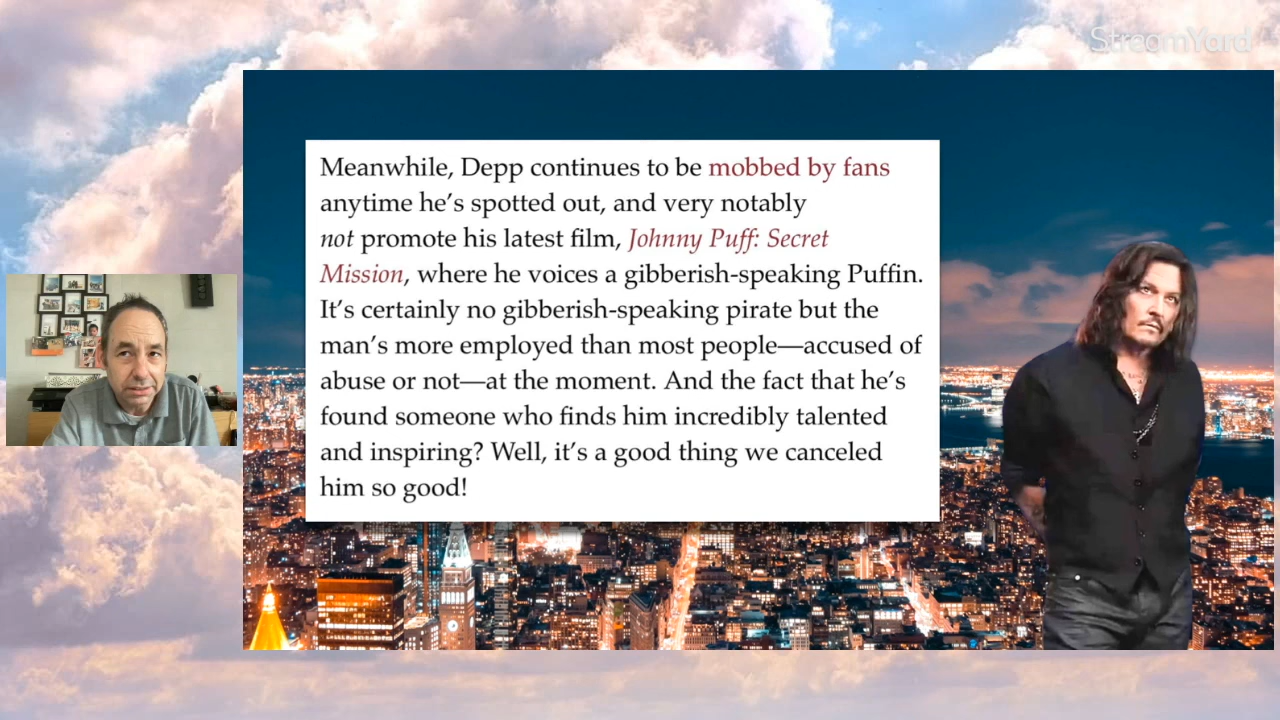 StreamYard
Meanwhile, Depp continues to be mobbed by fans
anytime he’s spotted out, and very notably
not promote his latest film, Johnny Puff: Secret
Mission, where he voices a gibberish-speaking Puffin.
It’s certainly no gibberish-speaking pirate but the
man’s more employed than most people—accused of
abuse or not—at the moment. And the fact that he’s
found someone who finds him incredibly talented
and inspiring? Well, it’s a good thing we canceled
him so good!